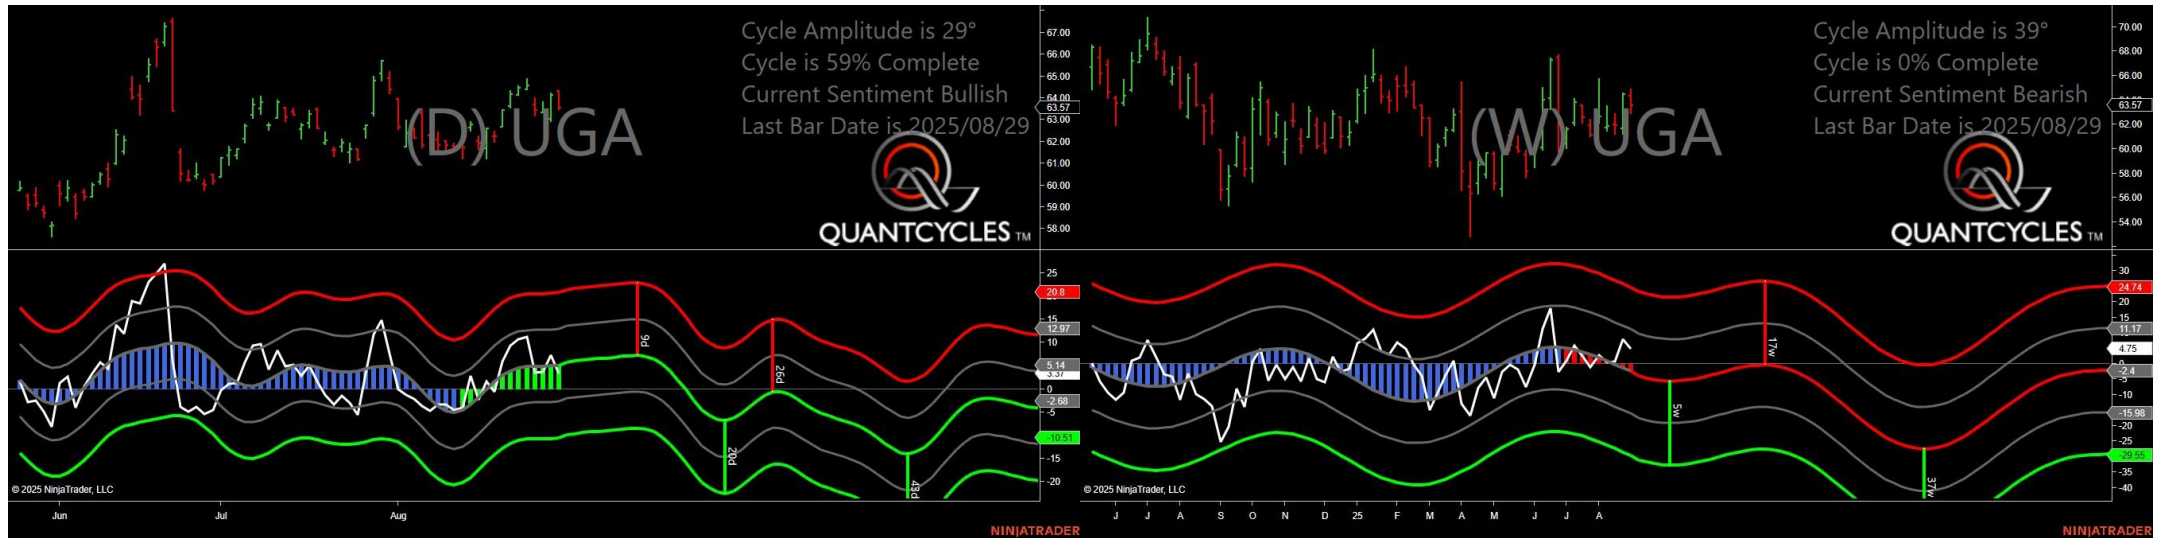 Cycle Amplitude is 29°
Cycle is 59% Complete
Current Sentiment Bullish
Last Bar Date is 2025/08/29
(D) UGA
QUANTCYCLES TM
67.00
66.00
65.00
64.00
63.57
63.00
62.00
61.00
60.00
59.00
58.00
25
20.8
15
12.97
10
5.14
3.37
0
-2.68
-5
-10.51
-15
-20
9d
20d
26d
43d
© 2025 NinjaTrader, LLC
Jun Jul Aug
NINJATRADER
Cycle Amplitude is 39°
Cycle is 0% Complete
Current Sentiment Bearish
Last Bar Date is 2025/08/29
(W) UGA
QUANTCYCLES TM
70.00
68.00
66.00
63.57
62.00
60.00
58.00
56.00
54.00
30
24.74
20
15
11.17
4.75
-2.4
-5
-10
-15.98
-20
-25
-29.55
-35
-40
5w
17w
37w
© 2025 NinjaTrader, LLC
J J A S O N D 25 F M A M J J A
NINJATRADER